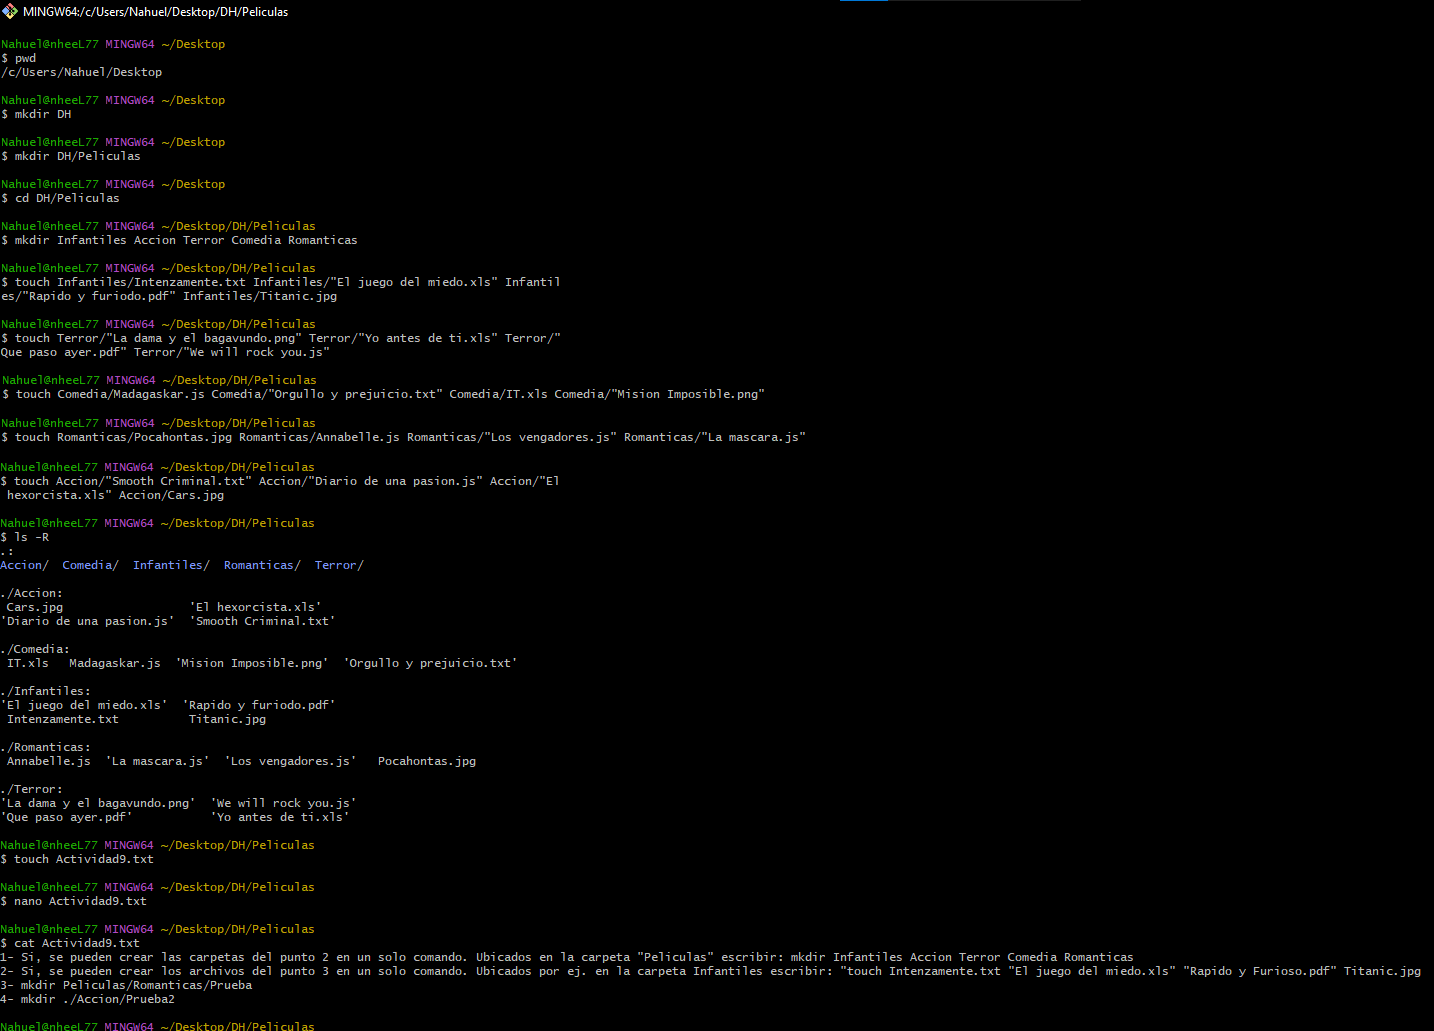 MINGW64:/c/Users/Nahuel/Desktop/DH/Peliculas
Nahuel@nheeL77 MINGW64 ~/Desktop
$ pwd
/c/Users/Nahuel/Desktop
Nahuel@nheeL77 MINGW64 ~/Desktop
$ mkdir DH
Nahuel@nheeL77 MINGW64 ~/Desktop
$ mkdir DH/Peliculas
Nahuel@nheeL77 MINGW64 ~/Desktop
$ cd DH/Peliculas
Nahuel@nheeL77 MINGW64 ~/Desktop/DH/Peliculas
$ mkdir Infantiles Accion Terror Comedia Romanticas
Nahuel@nheeL77 MINGW64 ~/Desktop/DH/Peliculas
$ touch Infantiles/Intenzamente.txt Infantiles/"El juego del miedo.xls" Infantil
es/"Rapido y furiodo.pdf" Infantiles/Titanic.jpg
Nahuel@nheeL77 MINGW64 ~/Desktop/DH/Peliculas
$ touch Terror/"La dama y el bagavundo.png" Terror/"Yo antes de ti.xls" Terror/"
Que paso ayer.pdf" Terror/"We will rock you.js"
Nahuel@nheeL77 MINGW64 ~/Desktop/DH/Peliculas
$ touch Comedia/Madagaskar.js Comedia/"Orgullo y prejuicio.txt" Comedia/IT.xls Comedia/"Mision Imposible.png"
Nahuel@nheeL77 MINGW64 ~/Desktop/DH/Peliculas
$ touch Romanticas/Pocahontas.jpg Romanticas/Annabelle.js Romanticas/"Los vengadores.js" Romanticas/"La mascara.js"
Nahuel@nheeL77 MINGW64 ~/Desktop/DH/Peliculas
$ touch Accion/"Smooth Criminal.txt" Accion/"Diario de una pasion.js" Accion/"El
hexorcista.xls" Accion/Cars.jpg
Nahuel@nheeL77 MINGW64 ~/Desktop/DH/Peliculas
$ ls -R
.:
Accion/  Comedia/  Infantiles/  Romanticas/  Terror/
./Accion:
Cars.jpg                  'El hexorcista.xls'
'Diario de una pasion.js'  'Smooth Criminal.txt'
./Comedia:
IT.xls   Madagaskar.js  'Mision Imposible.png'  'Orgullo y prejuicio.txt'
./Infantiles:
'El juego del miedo.xls'  'Rapido y furiodo.pdf'
Intenzamente.txt          Titanic.jpg
./Romanticas:
Annabelle.js  'La mascara.js'  'Los vengadores.js'   Pocahontas.jpg
./Terror:
'La dama y el bagavundo.png'  'We will rock you.js'
'Que paso ayer.pdf'           'Yo antes de ti.xls'
Nahuel@nheeL77 MINGW64 ~/Desktop/DH/Peliculas
$ touch Actividad9.txt
Nahuel@nheeL77 MINGW64 ~/Desktop/DH/Peliculas
$ nano Actividad9.txt
Nahuel@nheeL77 MINGW64 ~/Desktop/DH/Peliculas
$ cat Actividad9.txt
1- Si, se pueden crear las carpetas del punto 2 en un solo comando. Ubicados en la carpeta "Peliculas" escribir: mkdir Infantiles Accion Terror Comedia Romanticas
2- Si, se pueden crear los archivos del punto 3 en un solo comando. Ubicados por ej. en la carpeta Infantiles escribir: "touch Intenzamente.txt "El juego del miedo.xls" "Rapido y Furioso.pdf" Titanic.jpg
3- mkdir Peliculas/Romanticas/Prueba
4- mkdir ./Accion/Prueba2
Nahuel@nheeL77 MINGW64 ~/Desktop/DH/Peliculas